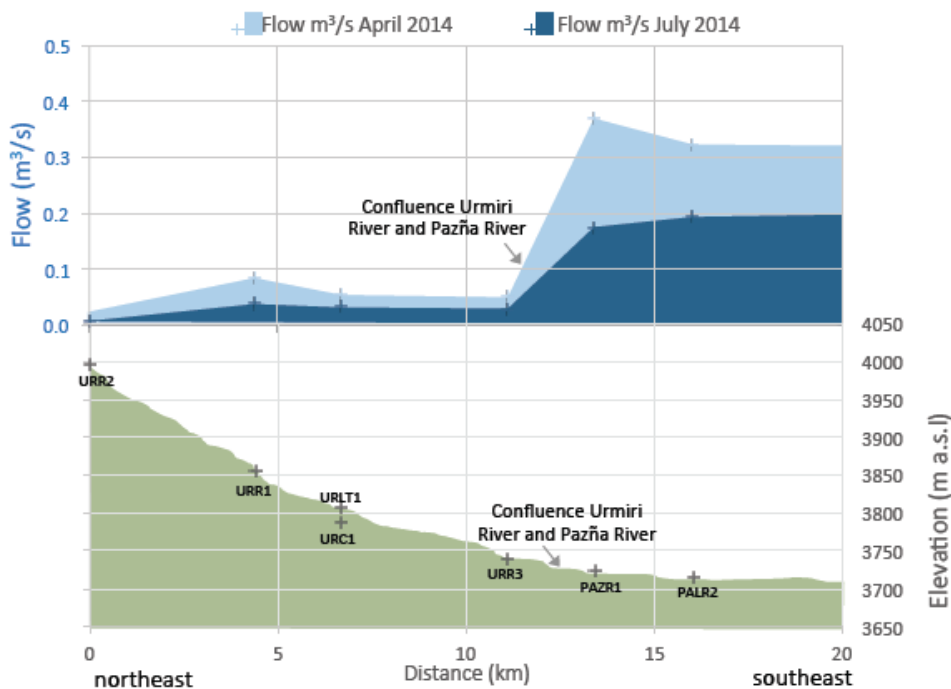 Flow m³/s April 2014
Flow m³/s July 2014
0.5
0.4
0.3
0.2
0.1
0.0
Flow (m³/s)
Confluence Urmiri
River and Pazña River
4050
4000
3950
3900
3850
3800
3750
3700
3650
Elevation (m a.s.l)
URR2
URR1
URLT1
URC1
Confluence Urmiri
River and Pazña River
URR3
PAZR1
PALR2
0
5
10
15
20
northeast
Distance (km)
southeast